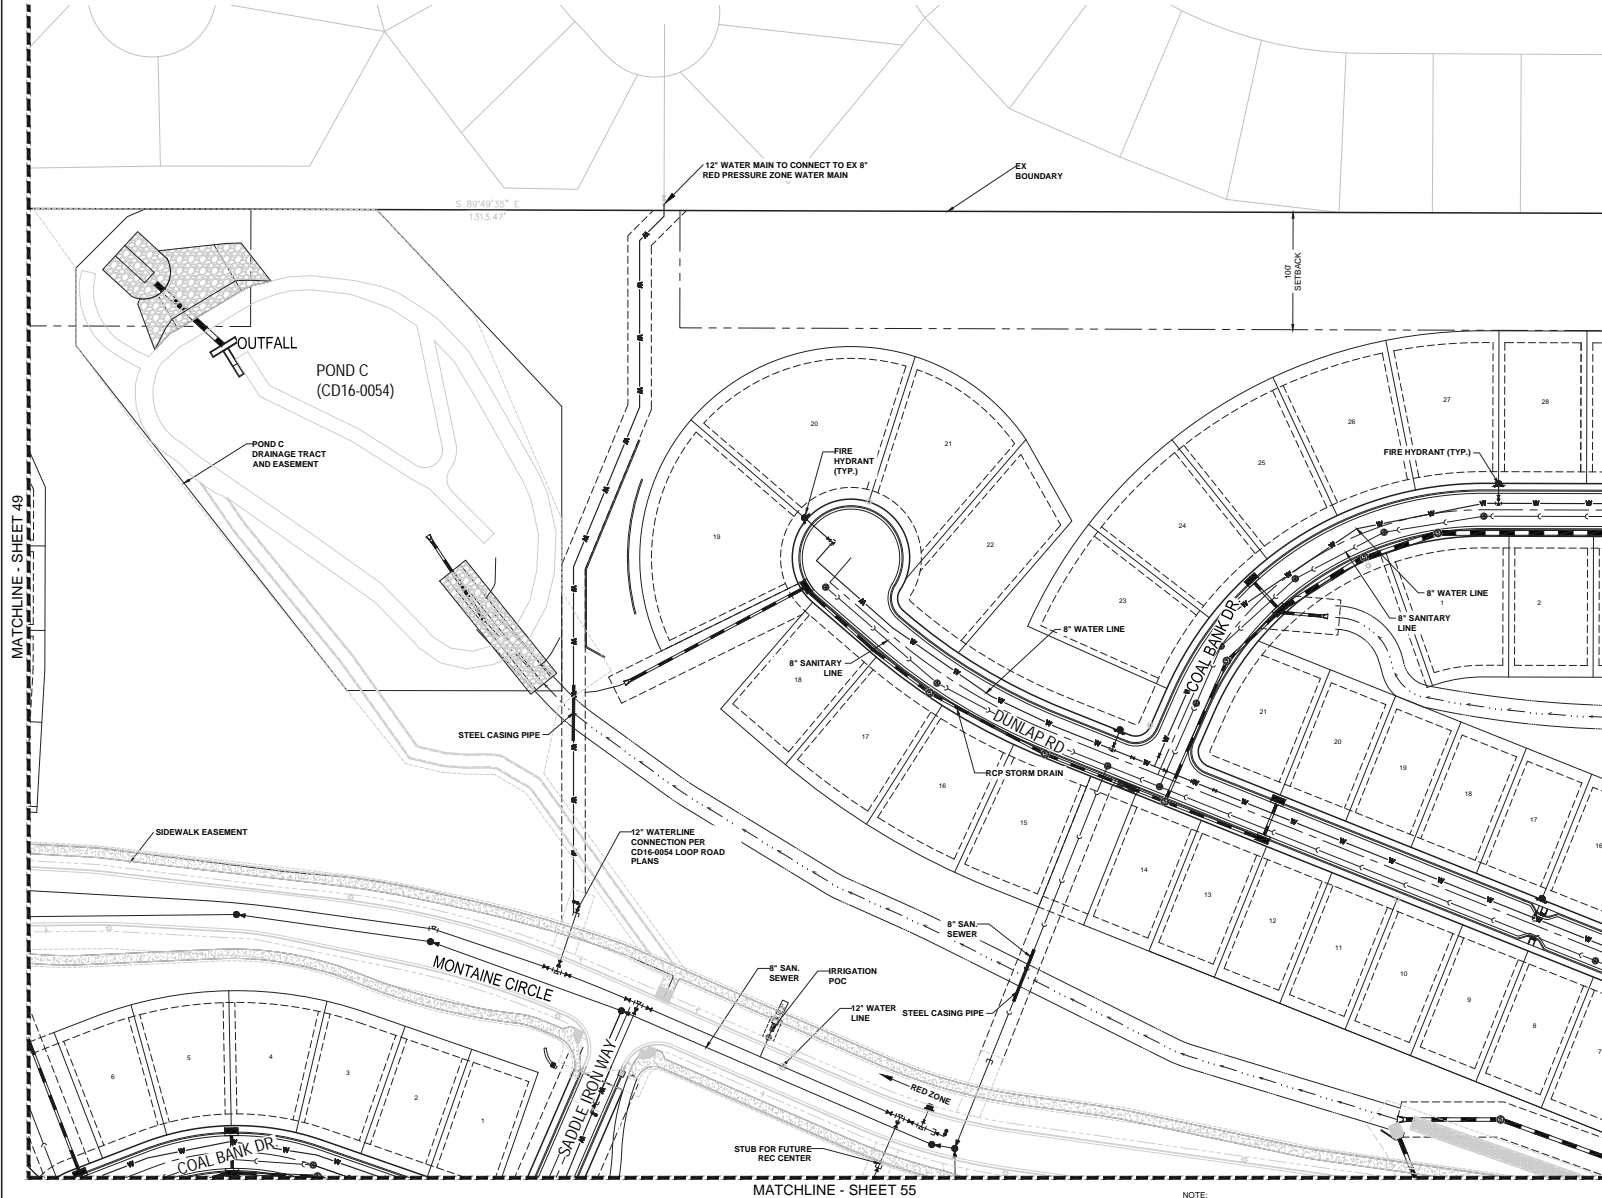 12" WATER MAIN TO CONNECT TO EX 8"
RED PRESSURE ZONE WATER MAIN
EX
BOUNDARY
S 89°49'35" E
1313.47'
100'
SETBACK
OUTFALL
POND C
(CD16-0054)
POND C
DRAINAGE TRACT
AND EASEMENT
MATCHLINE - SHEET 49
FIRE
HYDRANT
(TYP.)
FIRE HYDRANT (TYP.)
19
20
21
22
23
24
25
26
27
28
8" WATER LINE
8" SANITARY
LINE
1
2
COAL BANK DR.
8" WATER LINE
8" SANITARY
LINE
DUNLAP RD
RCP STORM DRAIN
STEEL CASING PIPE
18
17
16
15
14
13
12
11
10
9
8
7
21
20
19
18
17
16
SIDEWALK EASEMENT
12" WATERLINE
CONNECTION PER
CD16-0054 LOOP ROAD
PLANS
8" SAN.
SEWER
STEEL CASING PIPE
MONTAINE CIRCLE
8" SAN.
SEWER
IRRIGATION
POC
12" WATER
LINE
RED ZONE
STUB FOR FUTURE
REC CENTER
SADDLE IRON WAY
6
5
4
3
2
1
COAL BANK DR.
MATCHLINE - SHEET 55
NOTE: